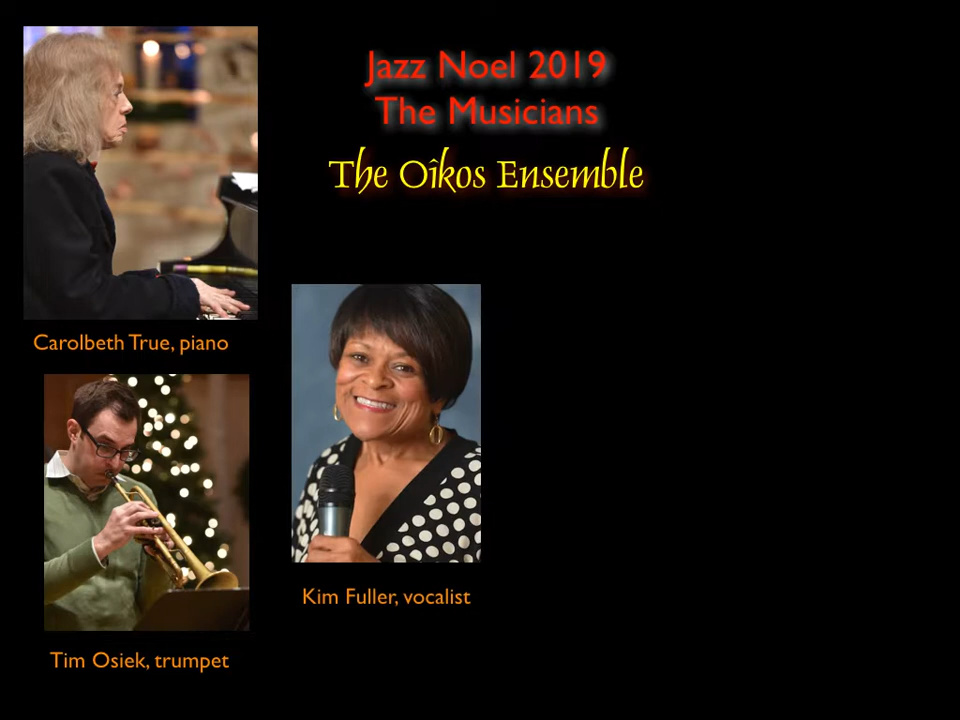 Jazz Noel 2019
The Musicians
The Oîkos Ensemble
Carolbeth True, piano
Kim Fuller, vocalist
Tim Osiek, trumpet